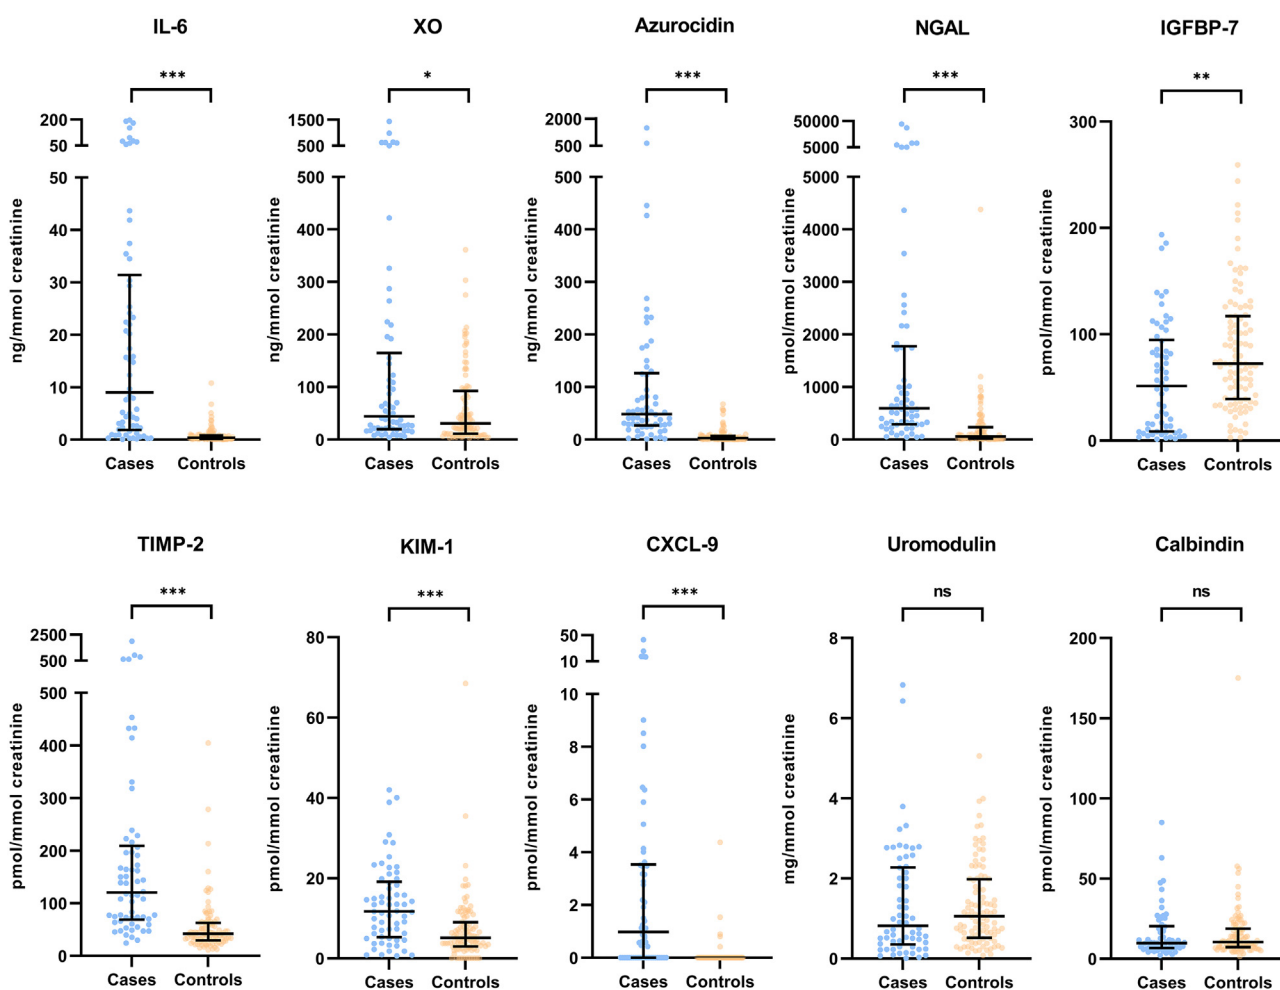 IL-6 XO Azurocidin NGAL IGFBP-7
*** * *** *** **
ng/mmol creatinine
200
50
50
40
30
20
10
0
Cases Controls
ng/mmol creatinine
1500
500
500
400
300
200
100
0
Cases Controls
ng/mmol creatinine
2000
500
500
400
300
200
100
0
Cases Controls
pmol/mmol creatinine
50000
5000
5000
3000
2000
1000
0
Cases Controls
pmol/mmol creatinine
300
200
100
0
Cases Controls
TIMP-2 KIM-1 CXCL-9 Uromodulin Calbindin
*** *** *** ns ns
pmol/mmol creatinine
2500
500
500
400
300
200
100
0
Cases Controls
pmol/mmol creatinine
80
60
40
20
0
Cases Controls
pmol/mmol creatinine
50
10
10
8
6
4
2
0
Cases Controls
mg/mmol creatinine
8
6
4
2
0
Cases Controls
pmol/mmol creatinine
200
150
100
50
0
Cases Controls